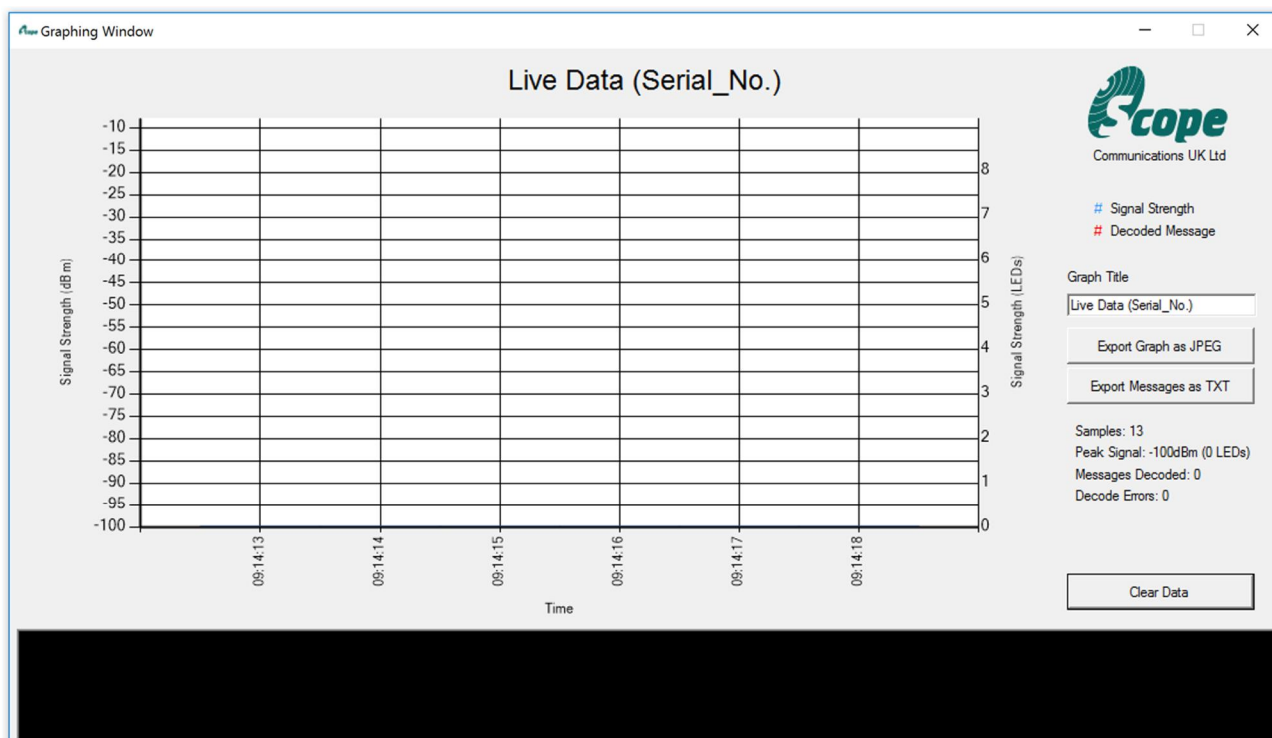 Scope Graphing Window
Live Data (Serial_No.)
Scope
Communications UK Ltd
# Signal Strength
# Decoded Message
Graph Title
Live Data (Serial_No.)
Export Graph as JPEG
Export Messages as TXT
Samples: 13
Peak Signal: -100dBm (0 LEDs)
Messages Decoded: 0
Decode Errors: 0
Clear Data
Signal Strength (dBm)
-10
-15
-20
-25
-30
-35
-40
-45
-50
-55
-60
-65
-70
-75
-80
-85
-90
-95
-100
Signal Strength (LEDs)
8
7
6
5
4
3
2
1
0
09:14:13
09:14:14
09:14:15
09:14:16
09:14:17
09:14:18
Time